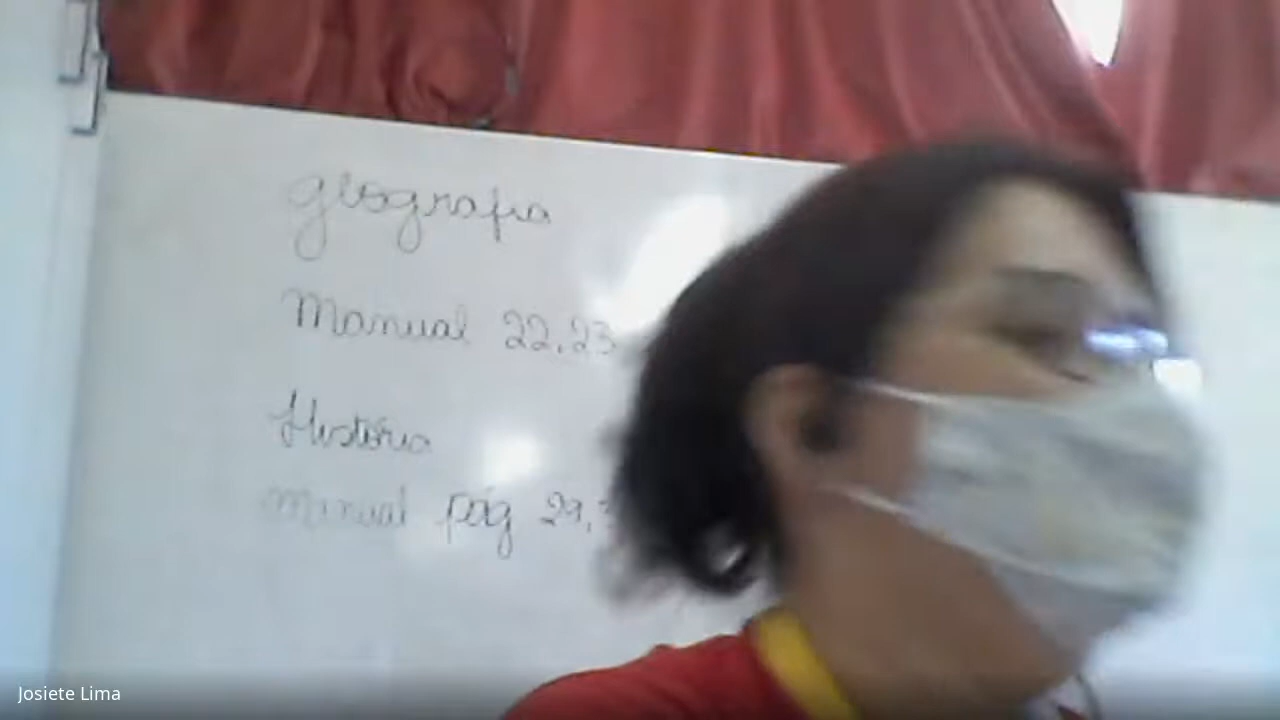 geografia
Manual 22,23
História
Manual pág 29,
Josiete Lima